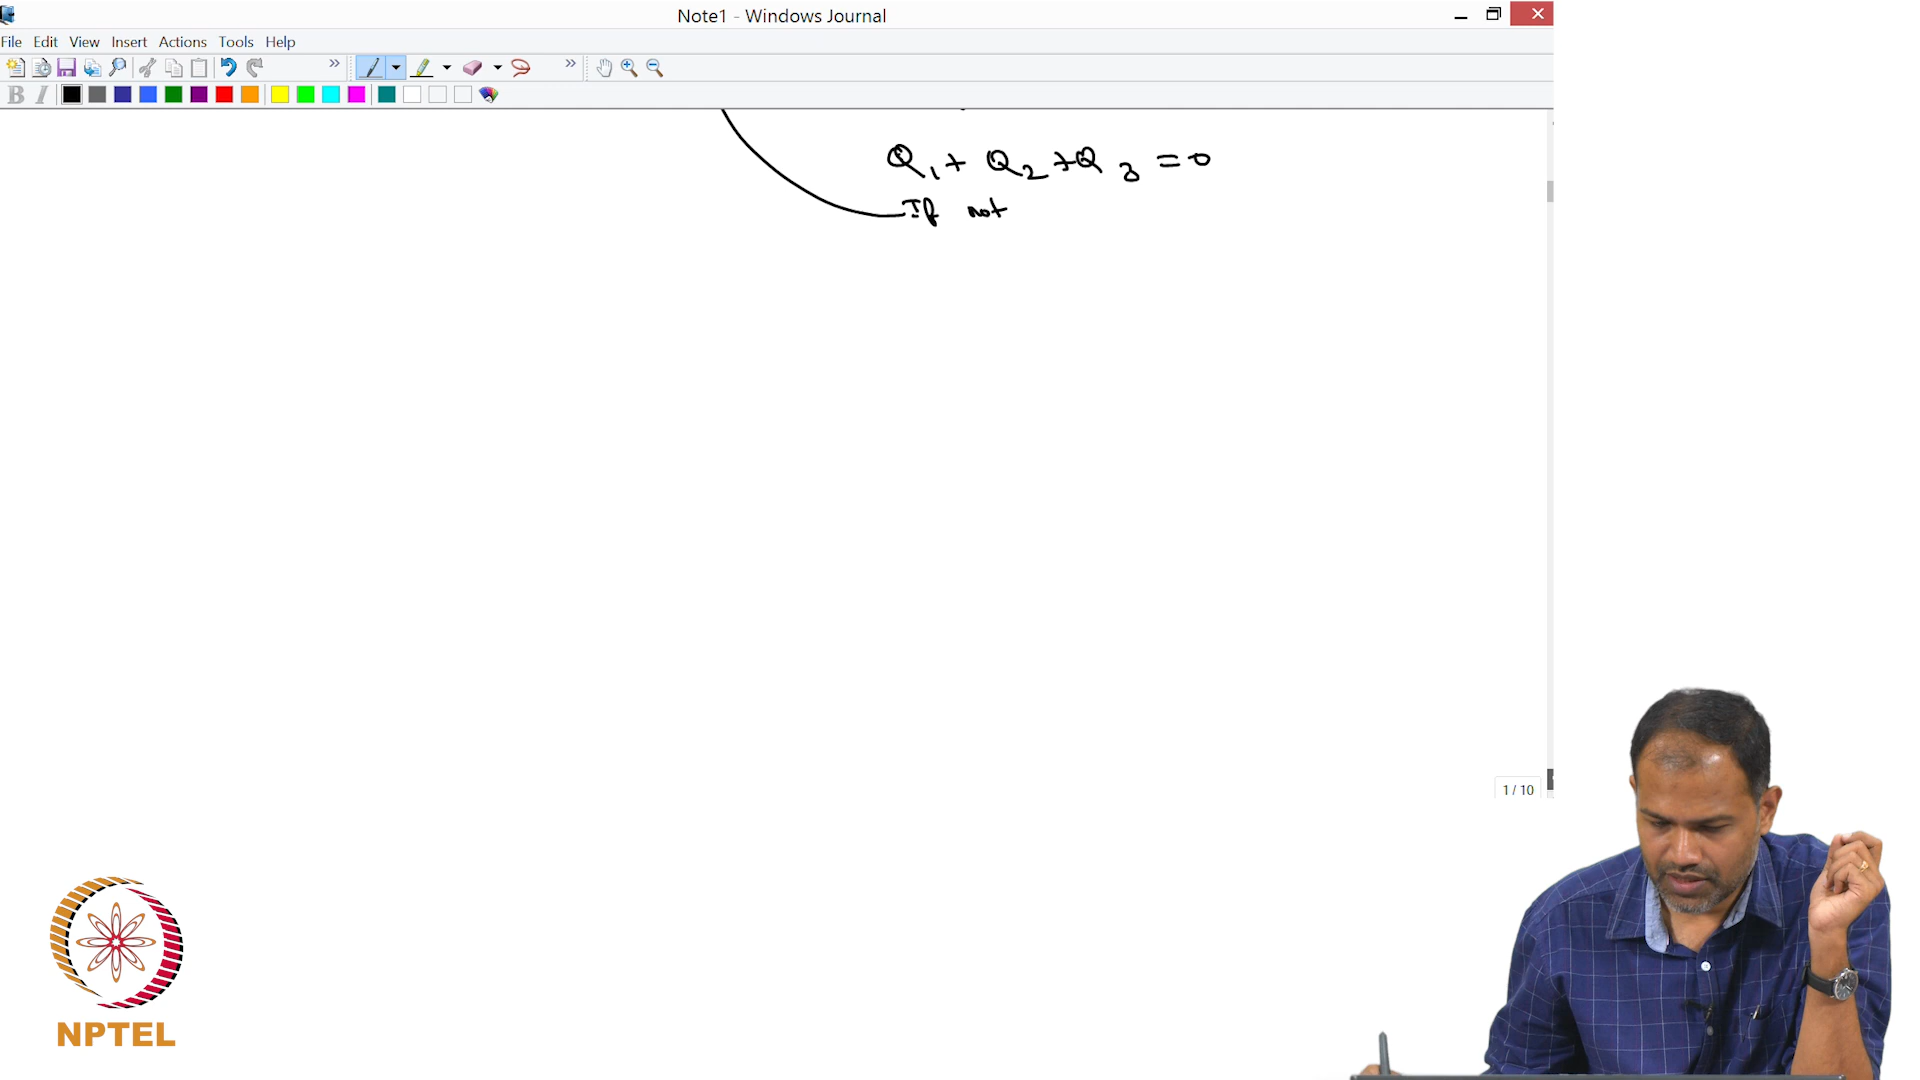 Note1 - Windows Journal
File Edit View Insert Actions Tools Help
B I
Q1 + Q2 + Q3 = 0
If not
1 / 10
NPTEL